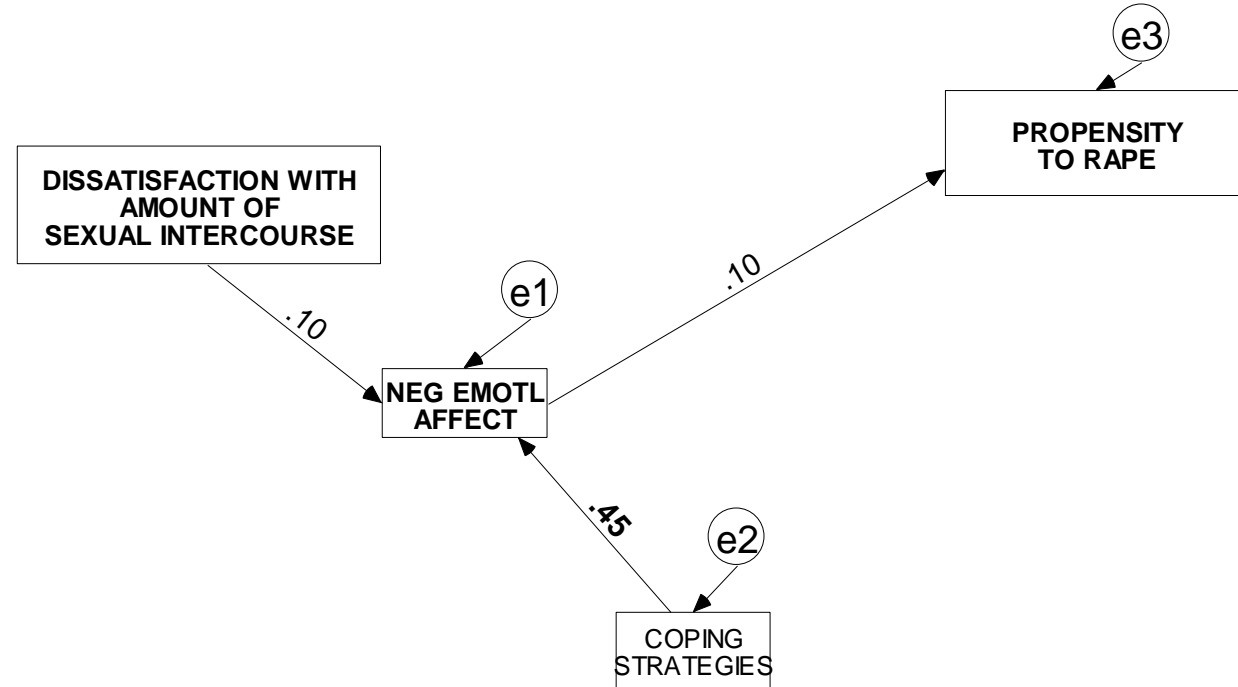 e3
PROPENSITY
TO RAPE
DISSATISFACTION WITH
AMOUNT OF
SEXUAL INTERCOURSE
.10
e1
.10
NEG EMOTL
AFFECT
.45
e2
COPING
STRATEGIES